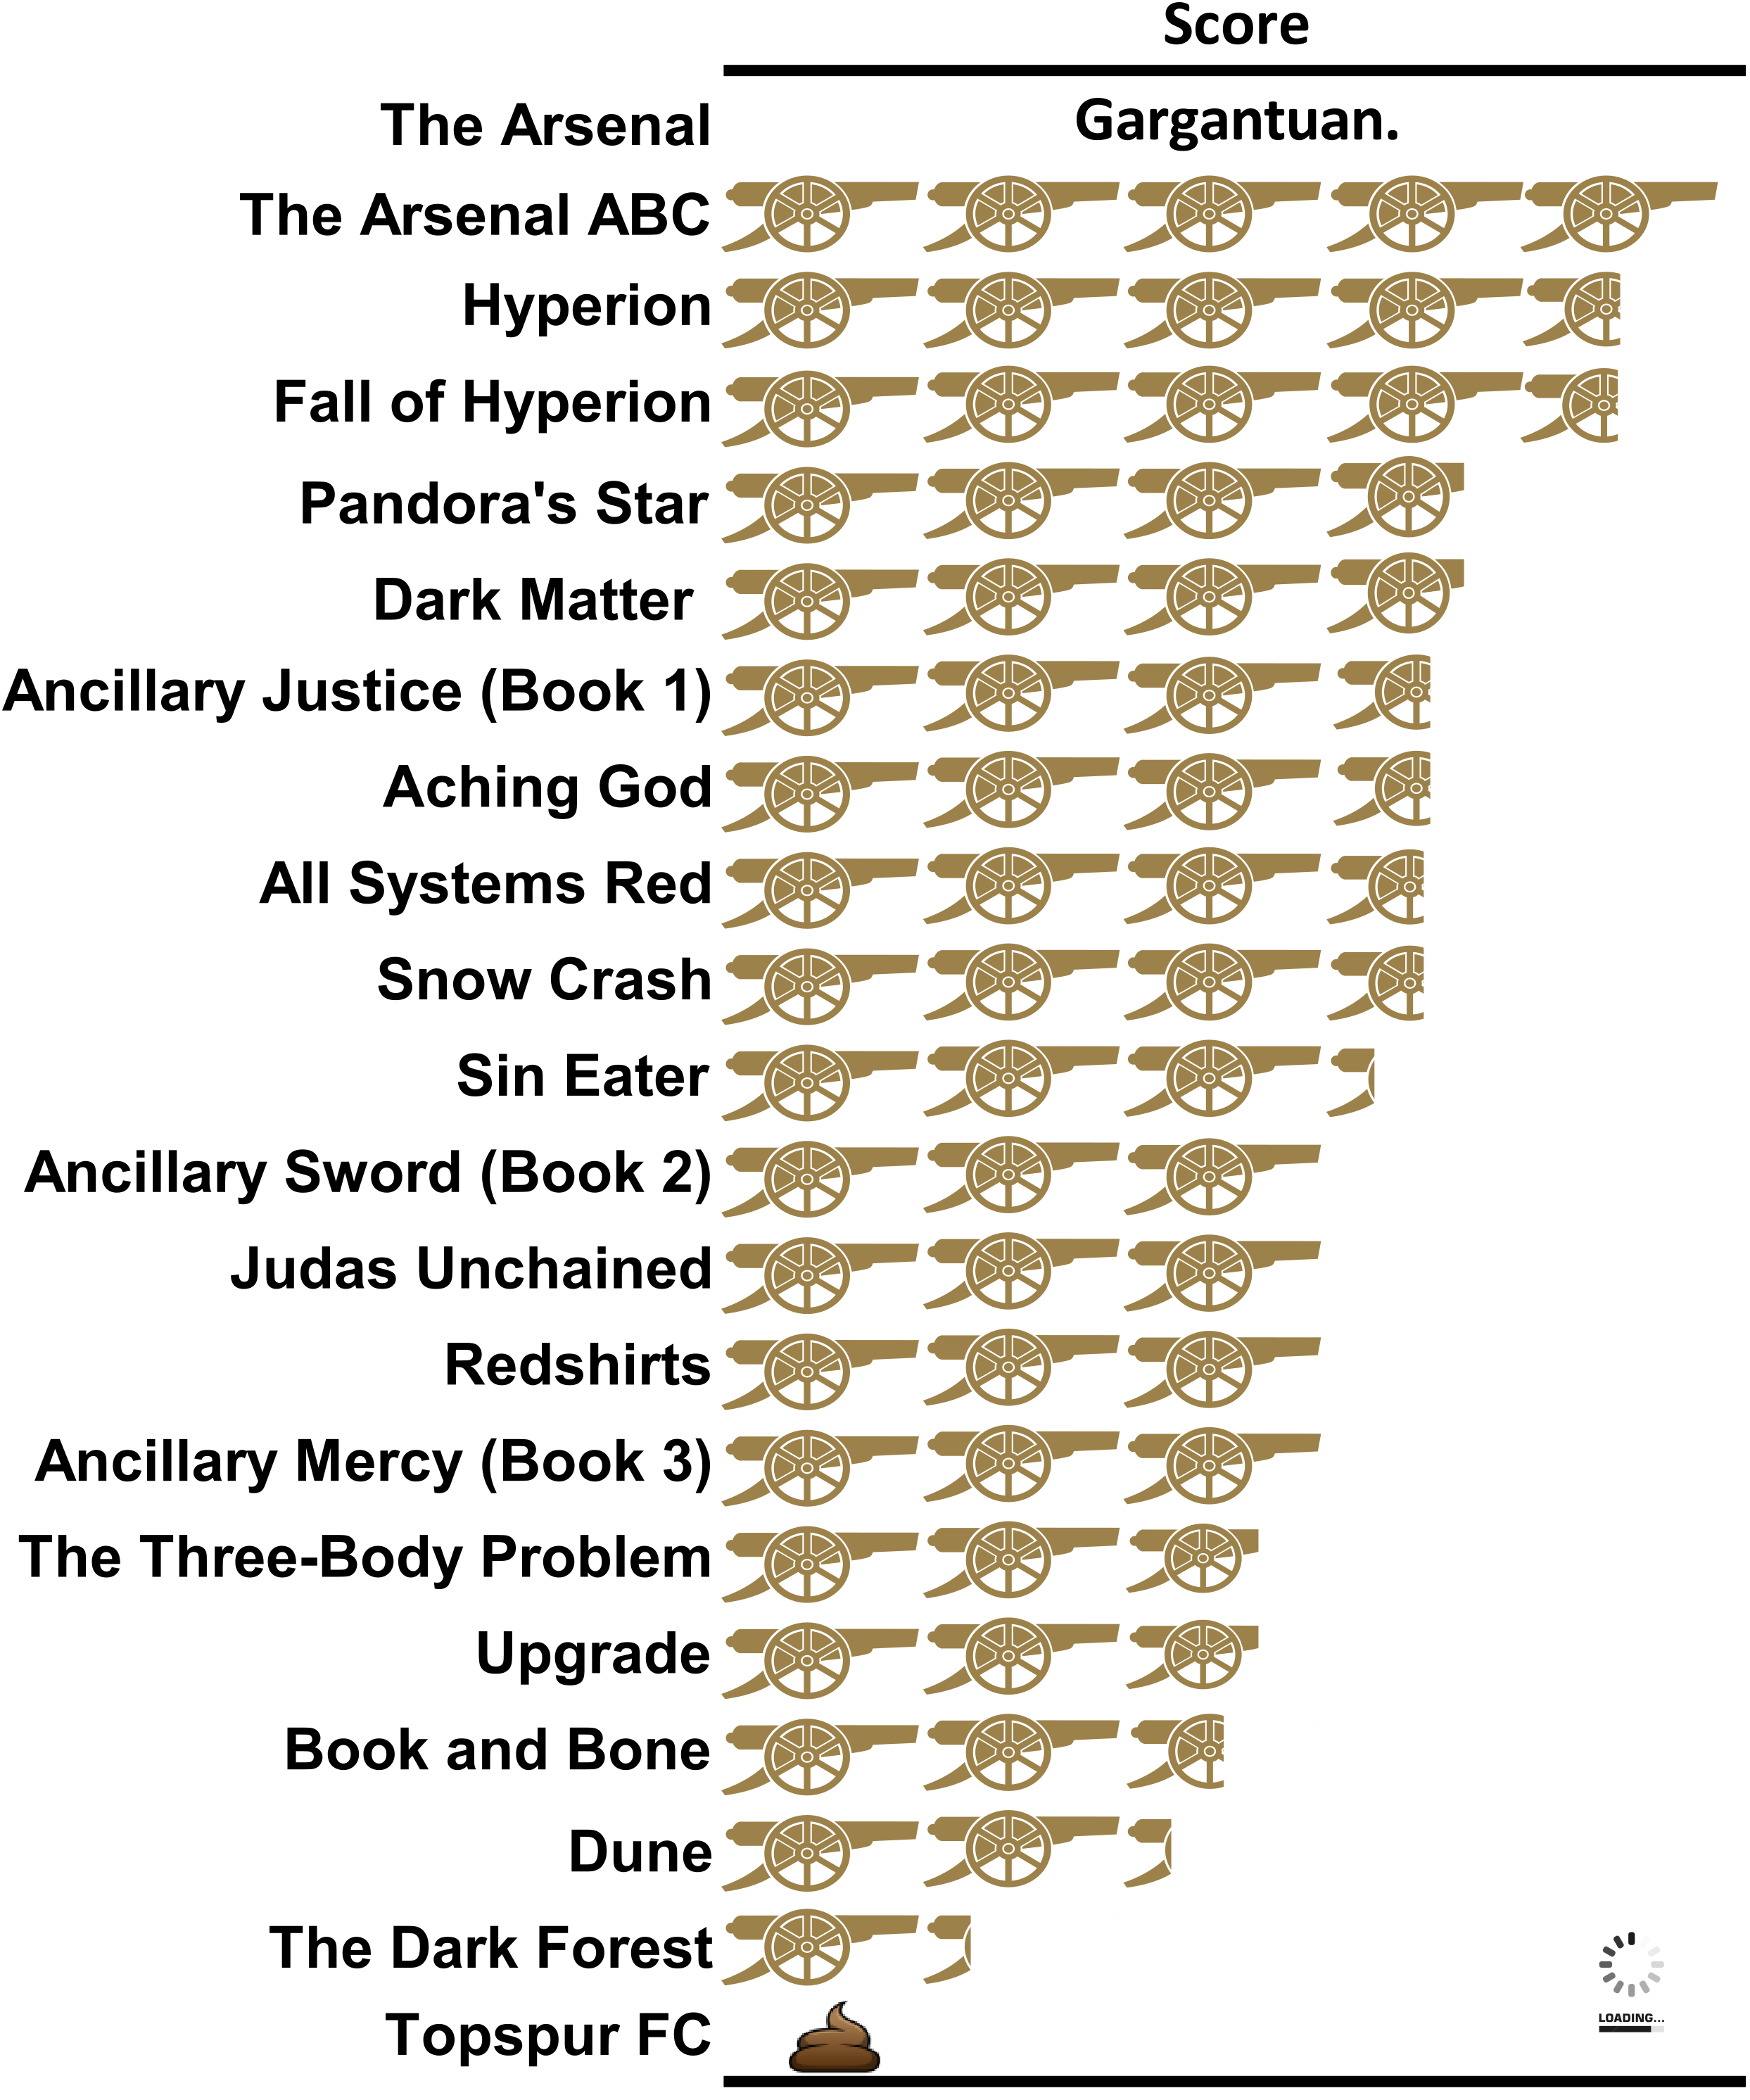 Score
The Arsenal Gargantuan.
The Arsenal ABC
Hyperion
Fall of Hyperion
Pandora's Star
Dark Matter
Ancillary Justice (Book 1)
Aching God
All Systems Red
Snow Crash
Sin Eater
Ancillary Sword (Book 2)
Judas Unchained
Redshirts
Ancillary Mercy (Book 3)
The Three-Body Problem
Upgrade
Book and Bone
Dune
The Dark Forest
LOADING...
Topspur FC